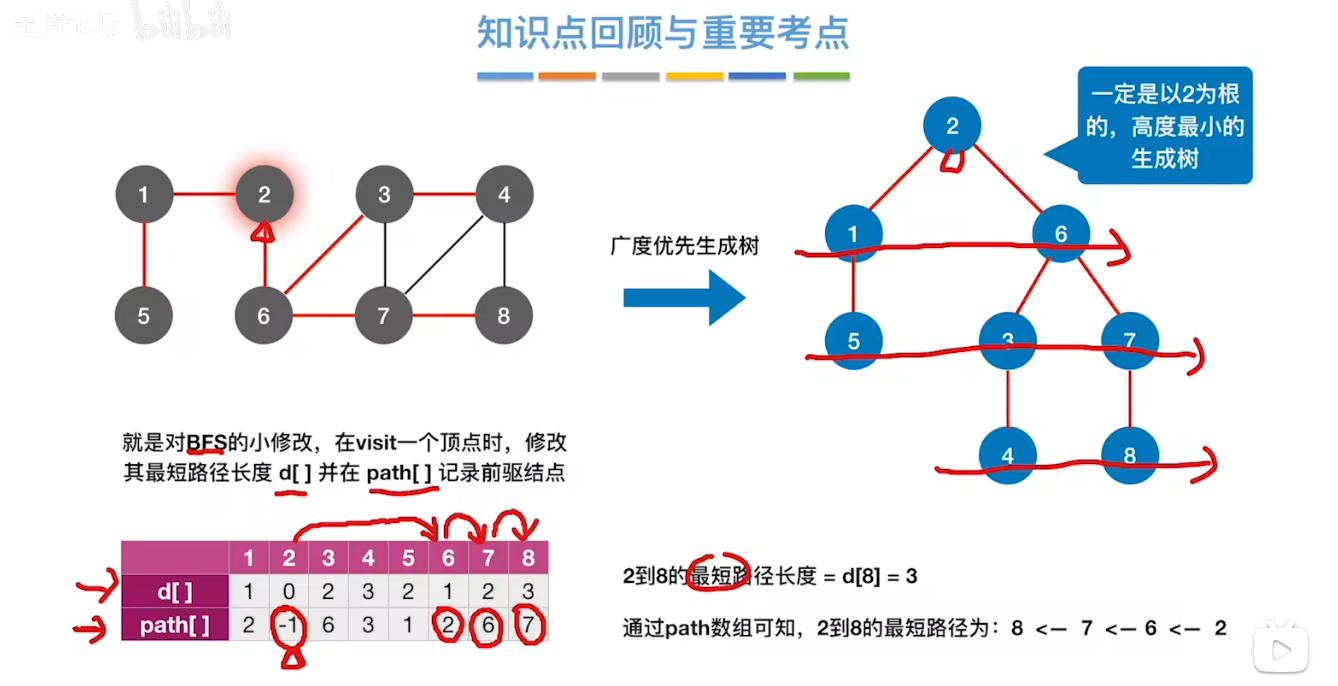 bilibili
知识点回顾与重要考点
一定是以2为根
的，高度最小的
生成树
2
1 2 3 4
1 6
广度优先生成树
5 6 7 8
5 3 7
4 8
就是对BFS的小修改，在visit一个顶点时，修改
其最短路径长度 d[ ] 并在 path[ ] 记录前驱结点
1 2 3 4 5 6 7 8
d[ ] 1 0 2 3 2 1 2 3
path[ ] 2 -1 6 3 1 2 6 7
2到8的最短路径长度 = d[8] = 3
通过path数组可知，2到8的最短路径为：8 <— 7 <— 6 <— 2